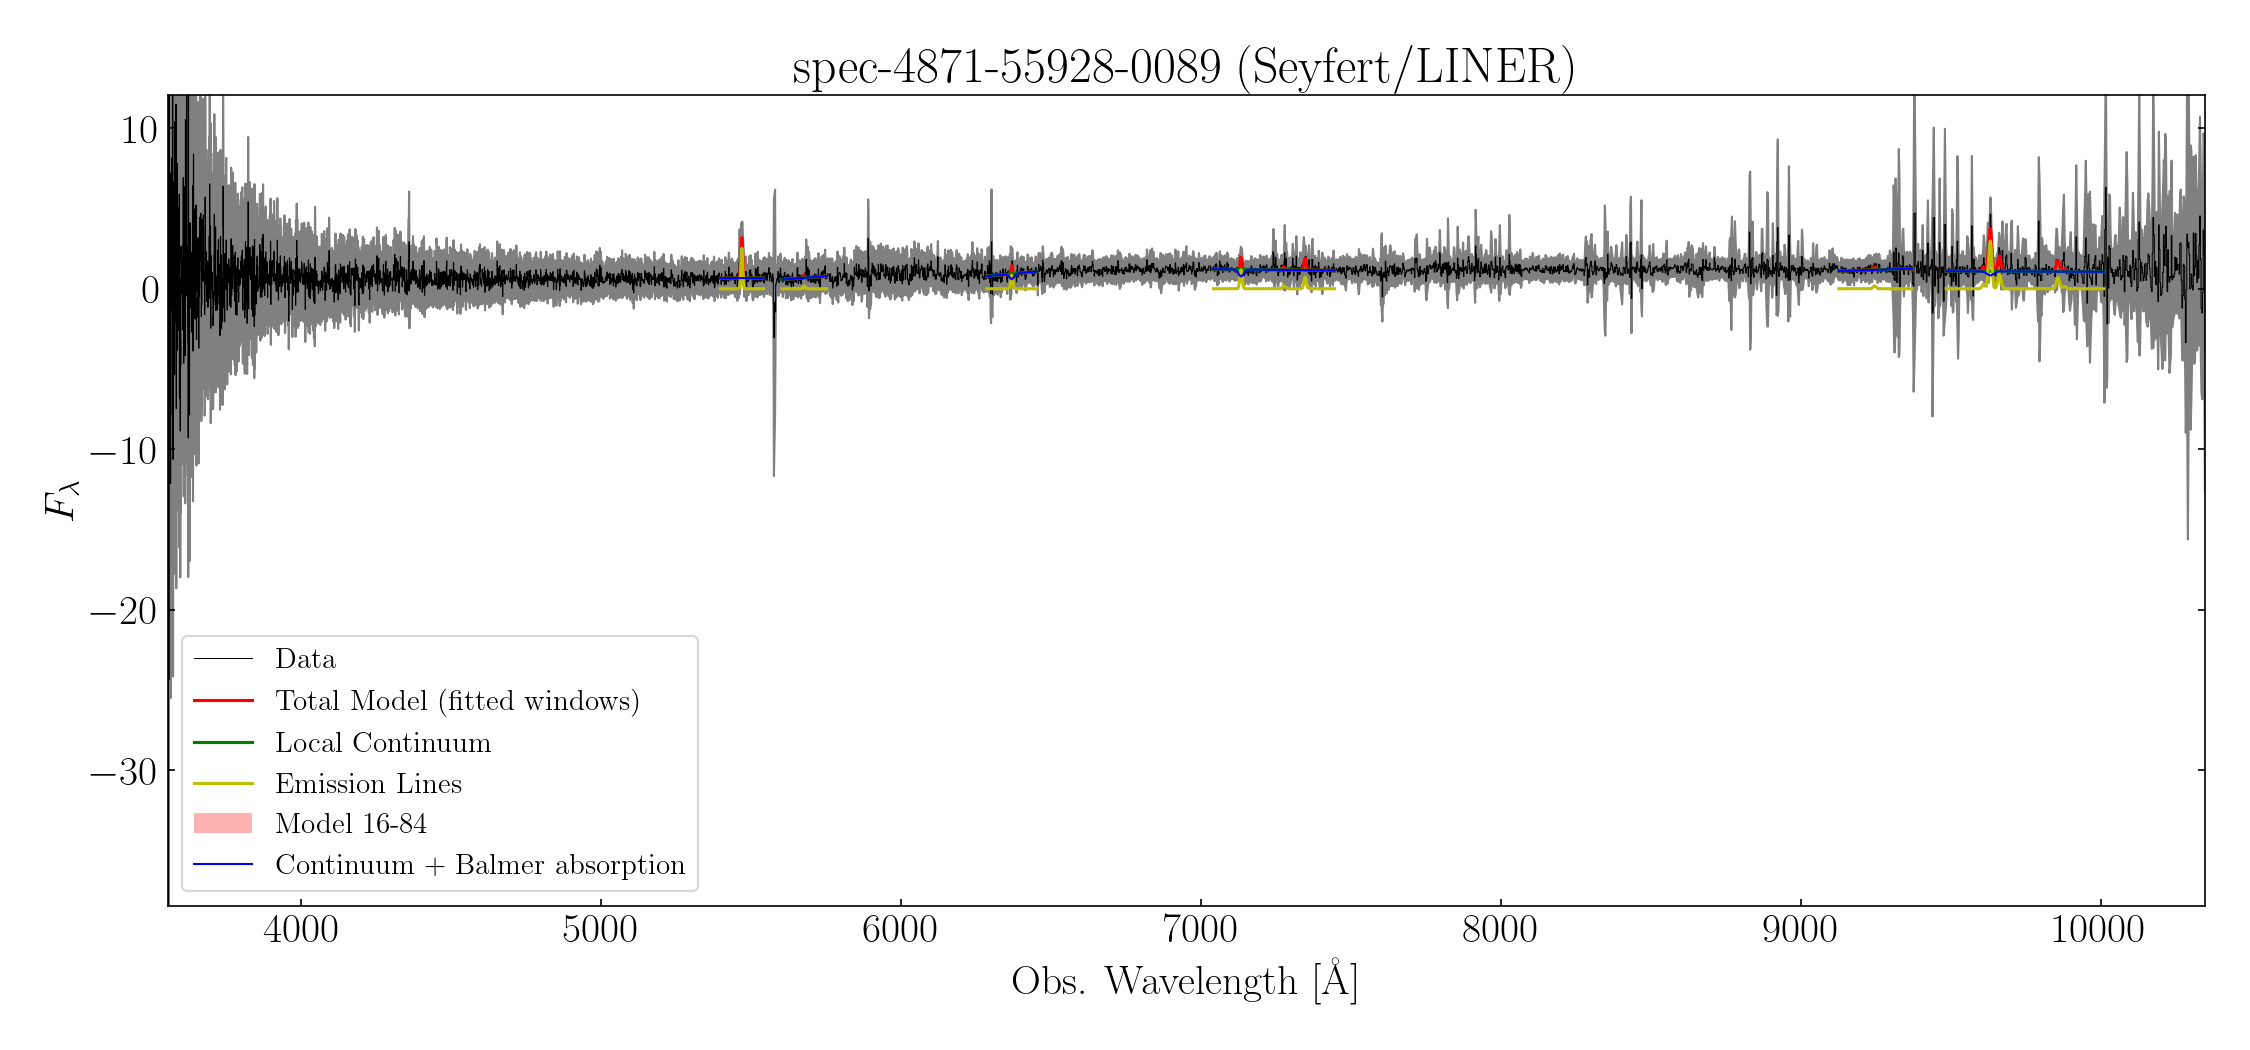 spec-4871-55928-0089 (Seyfert/LINER)
10
0
−10
−20
−30
F_λ
Data
Total Model (fitted windows)
Local Continuum
Emission Lines
Model 16-84
Continuum + Balmer absorption
4000 5000 6000 7000 8000 9000 10000
Obs. Wavelength [Å]